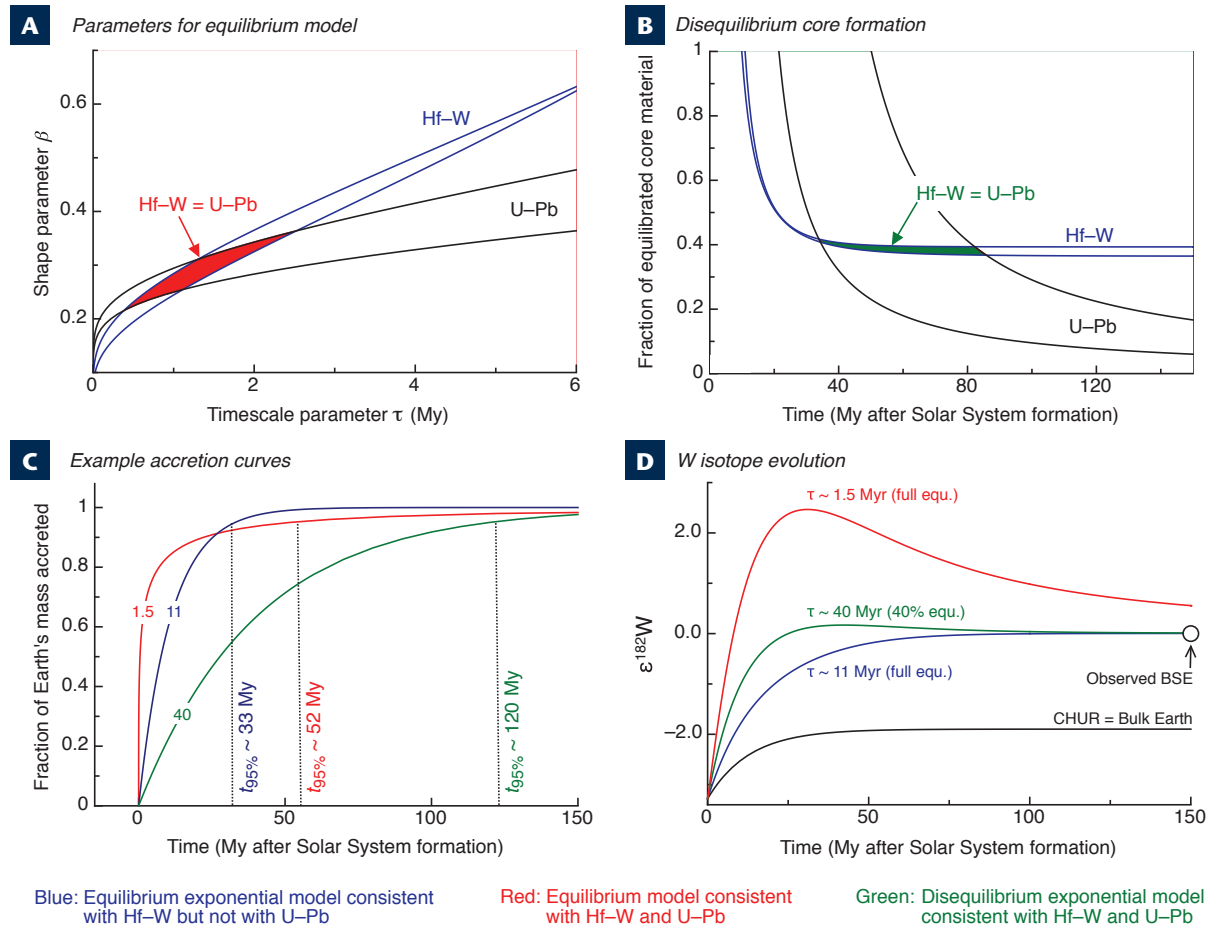 A Parameters for equilibrium model
Shape parameter β
0.6
0.4
0.2
Hf–W
Hf–W = U–Pb
U–Pb
0 2 4 6
Timescale parameter τ (My)
B Disequilibrium core formation
Fraction of equilibrated core material
1
0.8
0.6
0.4
0.2
0
Hf–W = U–Pb
Hf–W
U–Pb
0 40 80 120
Time (My after Solar System formation)
C Example accretion curves
Fraction of Earth's mass accreted
1
0.8
0.6
0.4
0.2
0
1.5 11
40
t95% ~ 33 My
t95% ~ 52 My
t95% ~ 120 My
0 50 100 150
Time (My after Solar System formation)
D W isotope evolution
ε182W
2.0
0.0
–2.0
τ ~ 1.5 Myr (full equ.)
τ ~ 40 Myr (40% equ.)
τ ~ 11 Myr (full equ.)
Observed BSE
CHUR = Bulk Earth
0 50 100 150
Time (My after Solar System formation)
Blue: Equilibrium exponential model consistent
with Hf–W but not with U–Pb
Red: Equilibrium model consistent
with Hf–W and U–Pb
Green: Disequilibrium exponential model
consistent with Hf–W and U–Pb